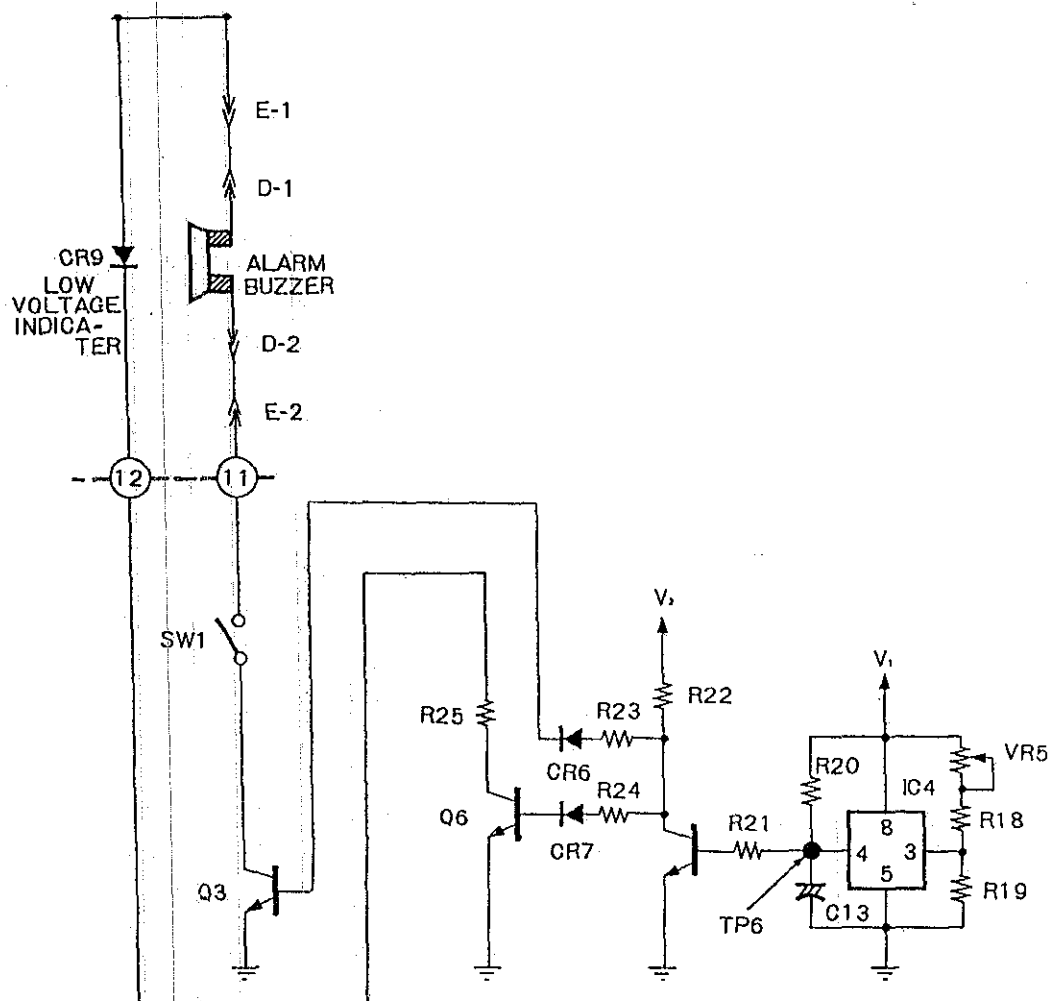 E-1
D-1
CR9
LOW
VOLTAGE
INDICA-
TER
ALARM
BUZZER
D-2
E-2
12
11
SW1
V₂
V₁
R25
R23
R22
CR6
R20
IC4
VR5
R24
Q6
CR7
R21
8
R18
4
3
5
Q3
TP6
C13
R19